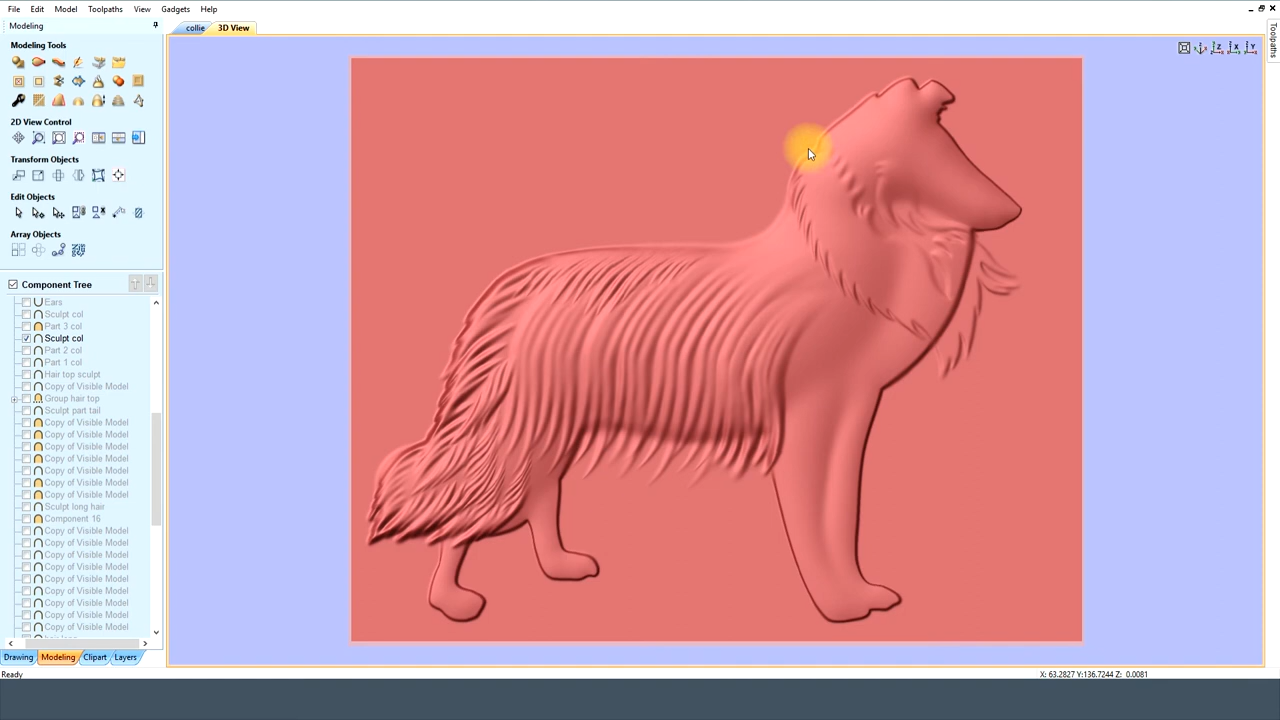 File Edit Model Toolpaths View Gadgets Help
Modeling
collie 3D View
Toolpaths
Modeling Tools
2D View Control
Transform Objects
Edit Objects
Array Objects
Component Tree
Ears
Sculpt col
Part 3 col
Sculpt col
Part 2 col
Part 1 col
Hair top sculpt
Copy of Visible Model
Group hair top
Sculpt part tail
Copy of Visible Model
Copy of Visible Model
Copy of Visible Model
Copy of Visible Model
Copy of Visible Model
Copy of Visible Model
Copy of Visible Model
Sculpt long hair
Component 16
Copy of Visible Model
Copy of Visible Model
Copy of Visible Model
Copy of Visible Model
Copy of Visible Model
Copy of Visible Model
Copy of Visible Model
Copy of Visible Model
Copy of Visible Model
Drawing Modeling Clipart Layers
Ready
X: 63.2827 Y:136.7244 Z: 0.0081